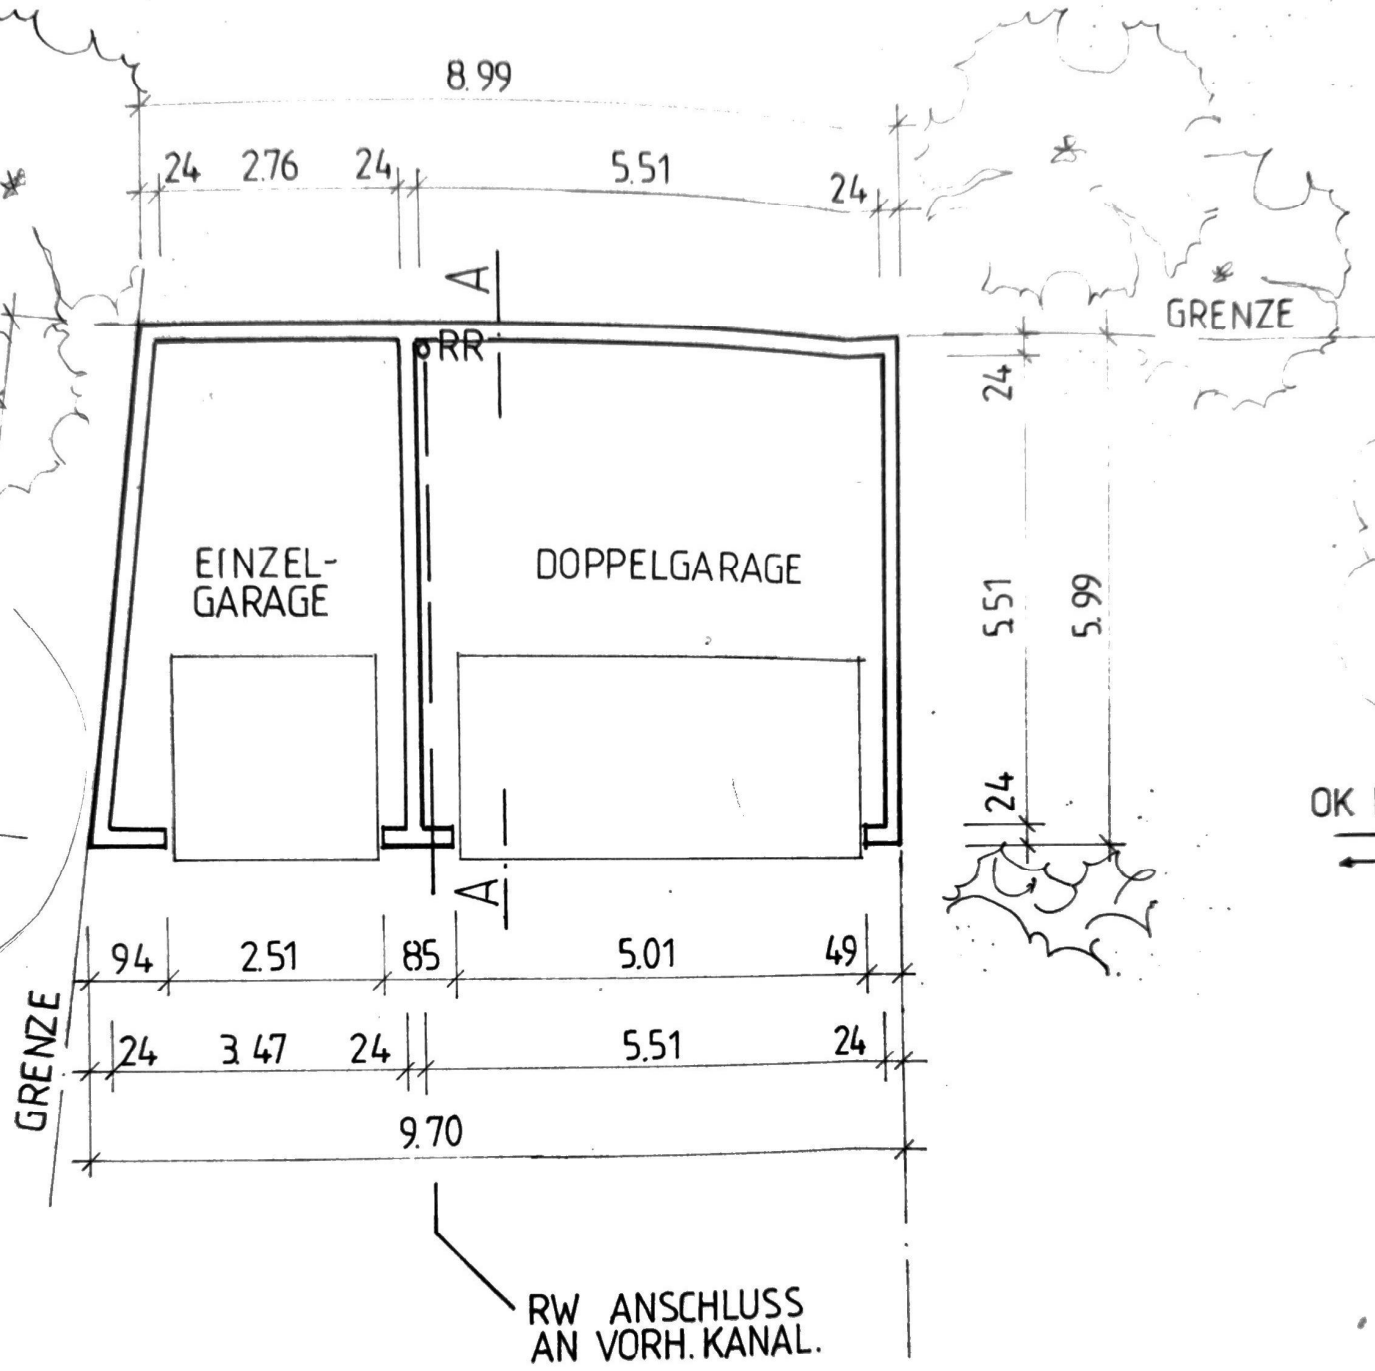 8.99
24 2.76 24 5.51 24
A
GRENZE
RR
24
EINZEL-
GARAGE
DOPPELGARAGE
5.51
5.99
24
OK
A
94 2.51 85 5.01 49
GRENZE
24 3.47 24 5.51 24
9.70
RW ANSCHLUSS
AN VORH. KANAL.